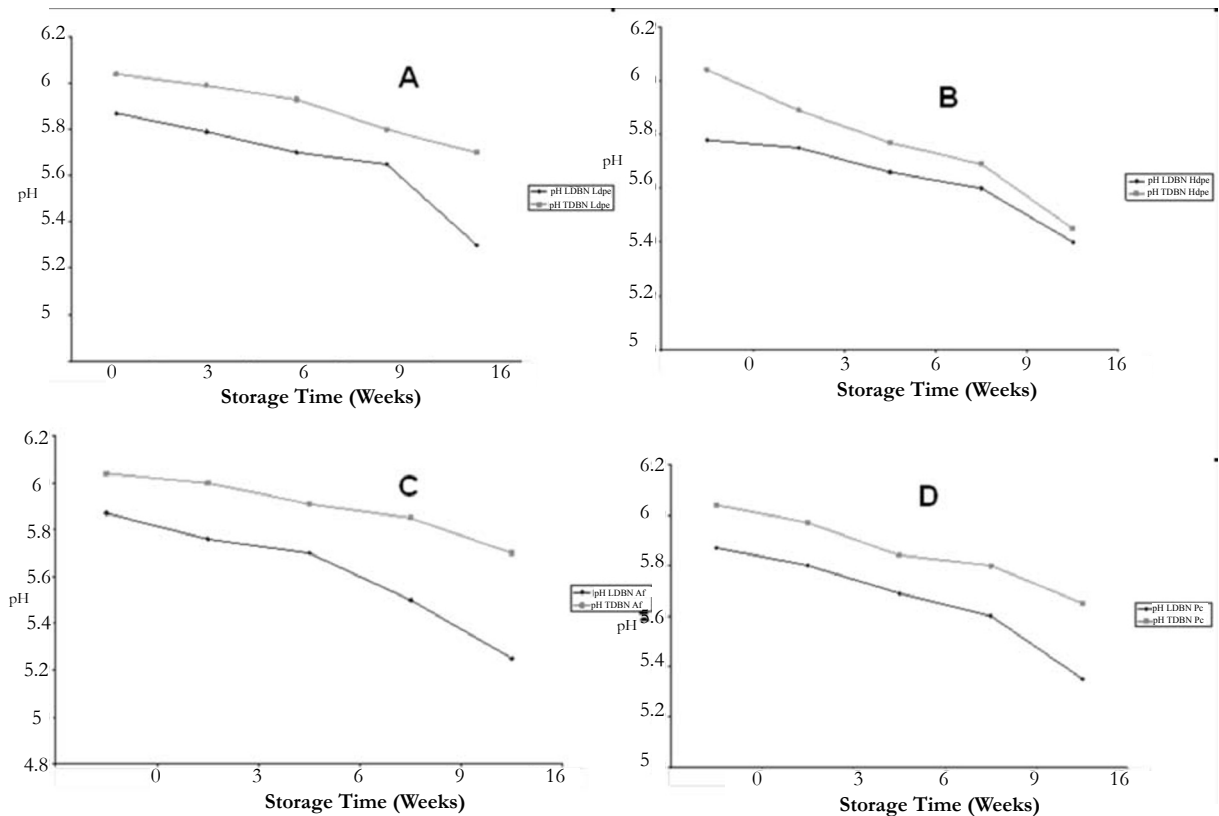 6.2
6
5.8
5.6
pH
5.4
5.2
5
A
pH LDBN Ldpe
pH TDBN Ldpe
0 3 6 9 16
Storage Time (Weeks)
6.2
6
5.8
pH
5.6
5.4
5.2
5
B
pH LDBN Hdpe
pH TDBN Hdpe
0 3 6 9 16
Storage Time (Weeks)
6.2
6
5.8
5.6
pH
5.4
5.2
5
4.8
C
pH LDBN Af
pH TDBN Af
0 3 6 9 16
Storage Time (Weeks)
6.2
6
5.8
5.6
pH
5.4
5.2
5
D
pH LDBN Pc
pH TDBN Pc
0 3 6 9 16
Storage Time (Weeks)